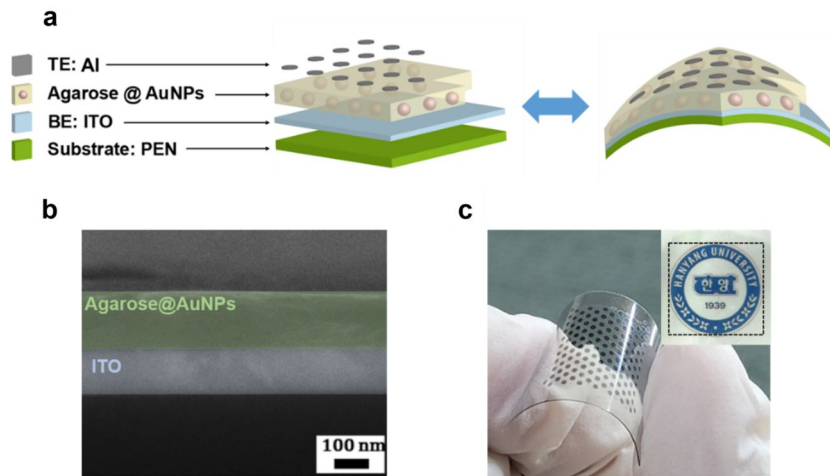 a
TE: Al
Agarose @ AuNPs
BE: ITO
Substrate: PEN
b
Agarose@AuNPs
ITO
100 nm
c
HANYANG UNIVERSITY
한양
1939